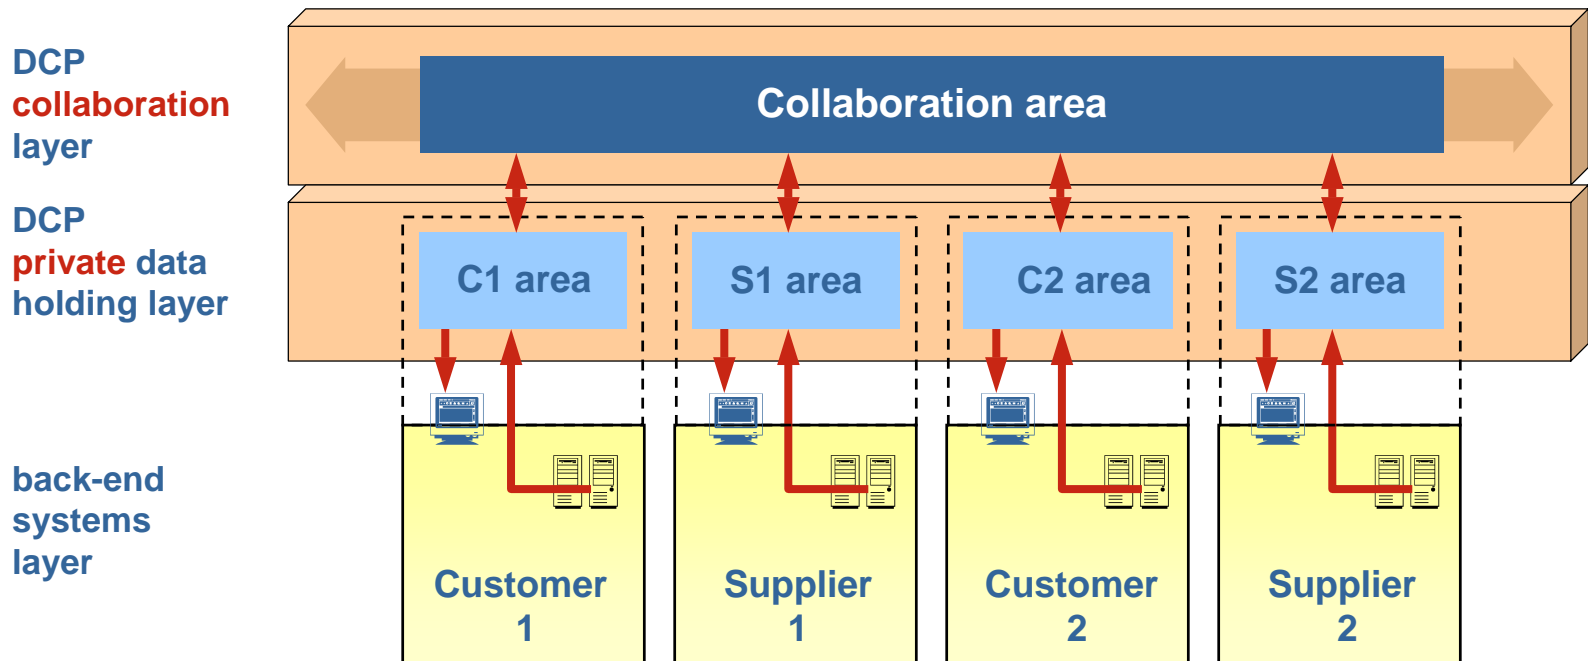 DCP
collaboration
layer
Collaboration area
DCP
private data
holding layer
C1 area
S1 area
C2 area
S2 area
back-end
systems
layer
Customer
1
Supplier
1
Customer
2
Supplier
2